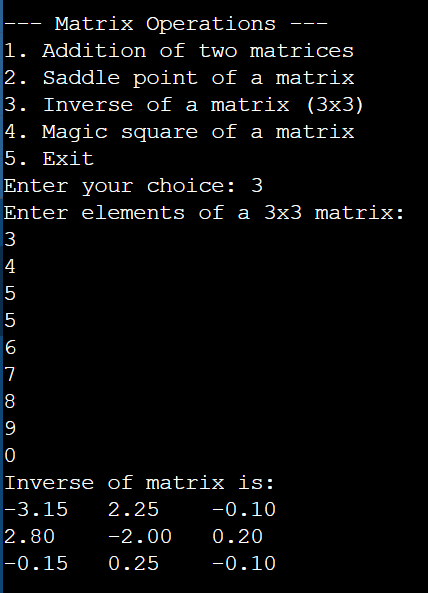 --- Matrix Operations ---
1. Addition of two matrices
2. Saddle point of a matrix
3. Inverse of a matrix (3x3)
4. Magic square of a matrix
5. Exit
Enter your choice: 3
Enter elements of a 3x3 matrix:
3
4
5
5
6
7
8
9
0
Inverse of matrix is:
-3.15   2.25    -0.10
2.80    -2.00   0.20
-0.15   0.25    -0.10